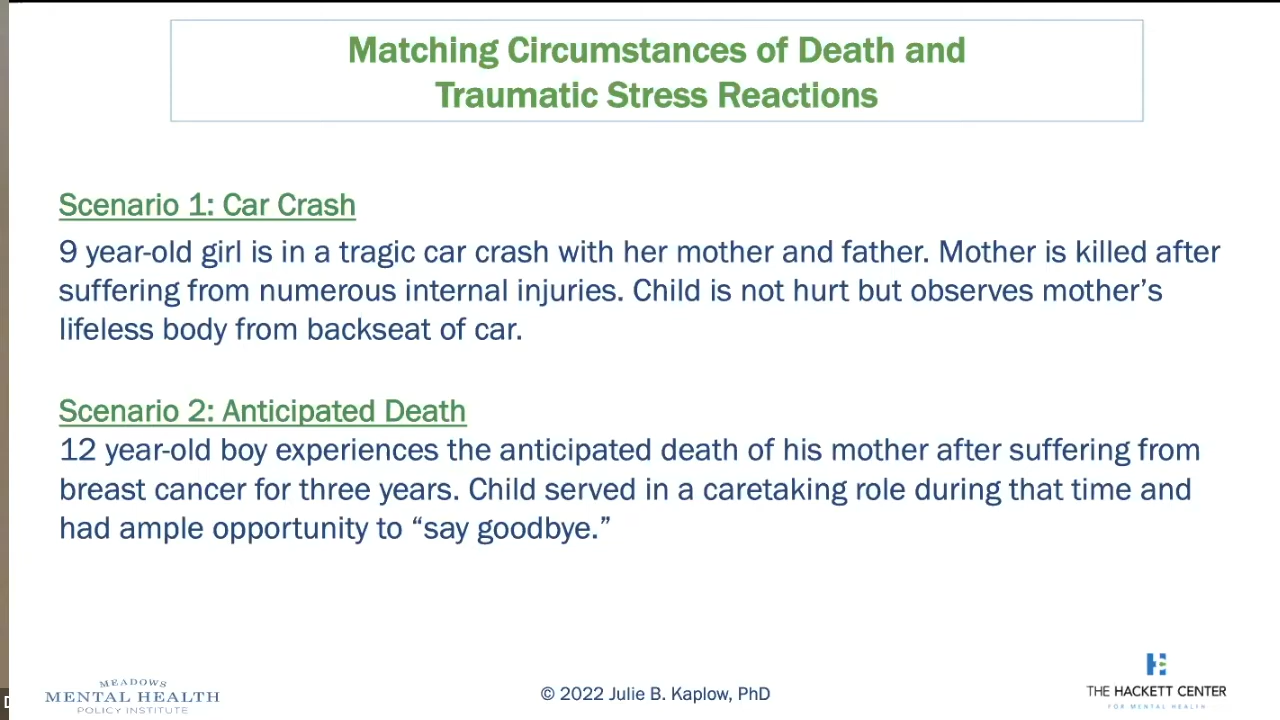 Matching Circumstances of Death and
Traumatic Stress Reactions
Scenario 1: Car Crash
9 year-old girl is in a tragic car crash with her mother and father. Mother is killed after
suffering from numerous internal injuries. Child is not hurt but observes mother’s
lifeless body from backseat of car.
Scenario 2: Anticipated Death
12 year-old boy experiences the anticipated death of his mother after suffering from
breast cancer for three years. Child served in a caretaking role during that time and
had ample opportunity to “say goodbye.”
MEADOWS
MENTAL HEALTH
POLICY INSTITUTE
© 2022 Julie B. Kaplow, PhD
THE HACKETT CENTER
FOR MENTAL HEALTH